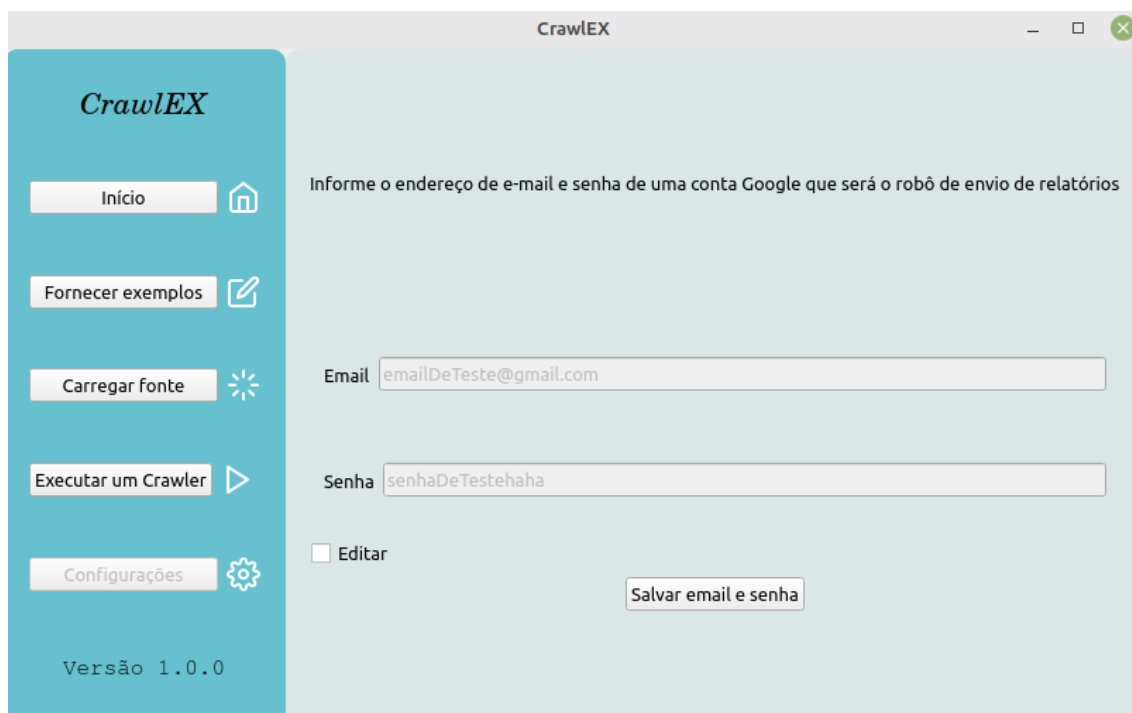 CrawlEX
CrawlEX
Início
Fornecer exemplos
Carregar fonte
Executar um Crawler
Configurações
Versão 1.0.0
Informe o endereço de e-mail e senha de uma conta Google que será o robô de envio de relatórios
Email emailDeTeste@gmail.com
Senha senhaDeTestehaha
Editar
Salvar email e senha